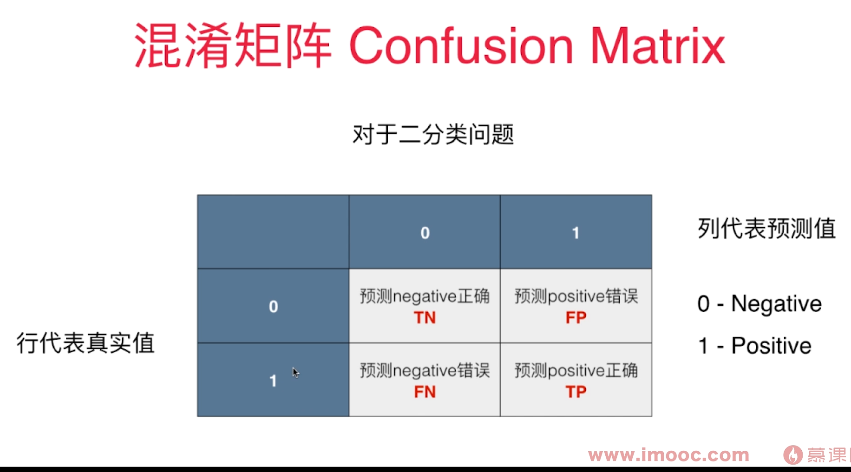 混淆矩阵 Confusion Matrix
对于二分类问题
0
1
列代表预测值
0
预测negative正确
TN
预测positive错误
FP
0 - Negative
行代表真实值
1
预测negative错误
FN
预测positive正确
TP
1 - Positive
www.imooc.com
慕课